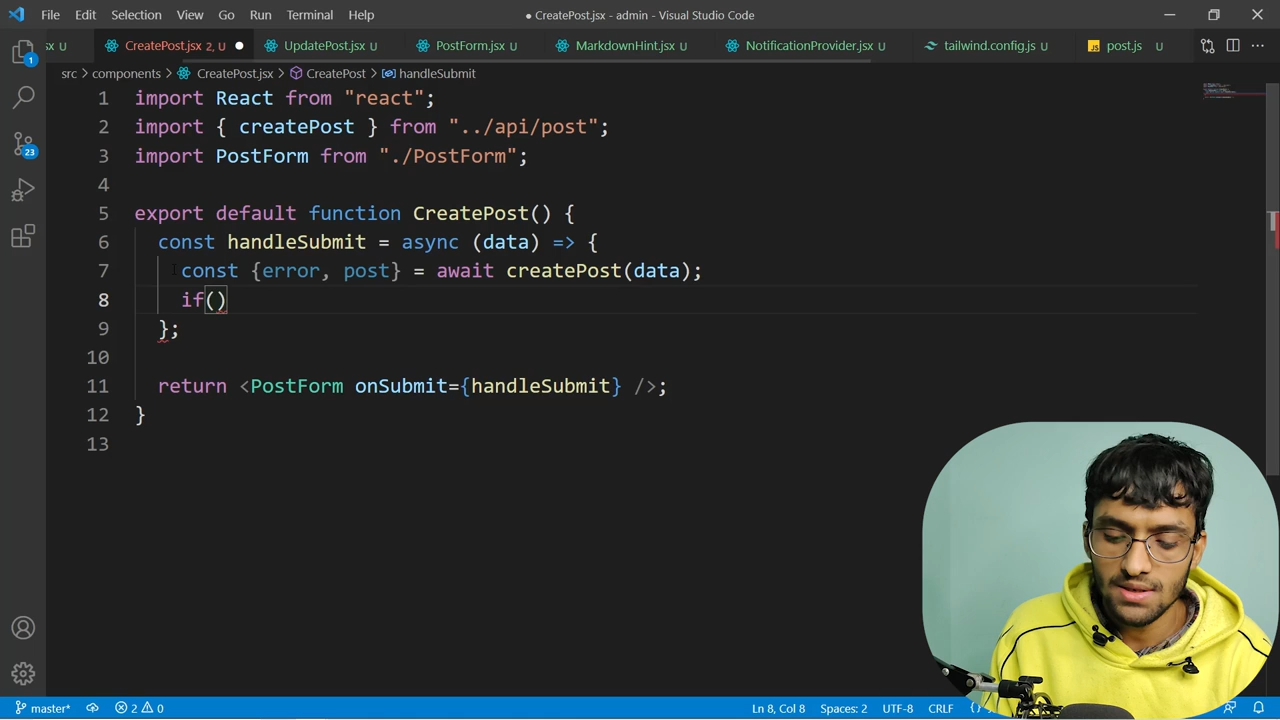 File Edit Selection View Go Run Terminal Help
● CreatePost.jsx - admin - Visual Studio Code
sx U
CreatePost.jsx 2, U
UpdatePost.jsx U
PostForm.jsx U
MarkdownHint.jsx U
NotificationProvider.jsx U
tailwind.config.js U
JS post.js U
src > components > CreatePost.jsx > CreatePost > handleSubmit
1 import React from "react";
2 import { createPost } from "../api/post";
3 import PostForm from "./PostForm";
4
5 export default function CreatePost() {
6 const handleSubmit = async (data) => {
7 const {error, post} = await createPost(data);
8 if()
9 };
10
11 return <PostForm onSubmit={handleSubmit} />;
12 }
13
1
23
master* 2 0 Ln 8, Col 8 Spaces: 2 UTF-8 CRLF